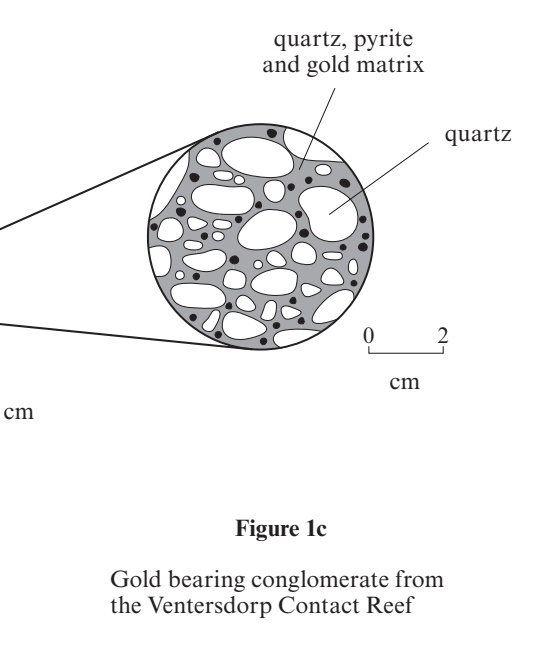 quartz, pyrite
and gold matrix
quartz
0 2
cm
cm
Figure 1c
Gold bearing conglomerate from
the Ventersdorp Contact Reef